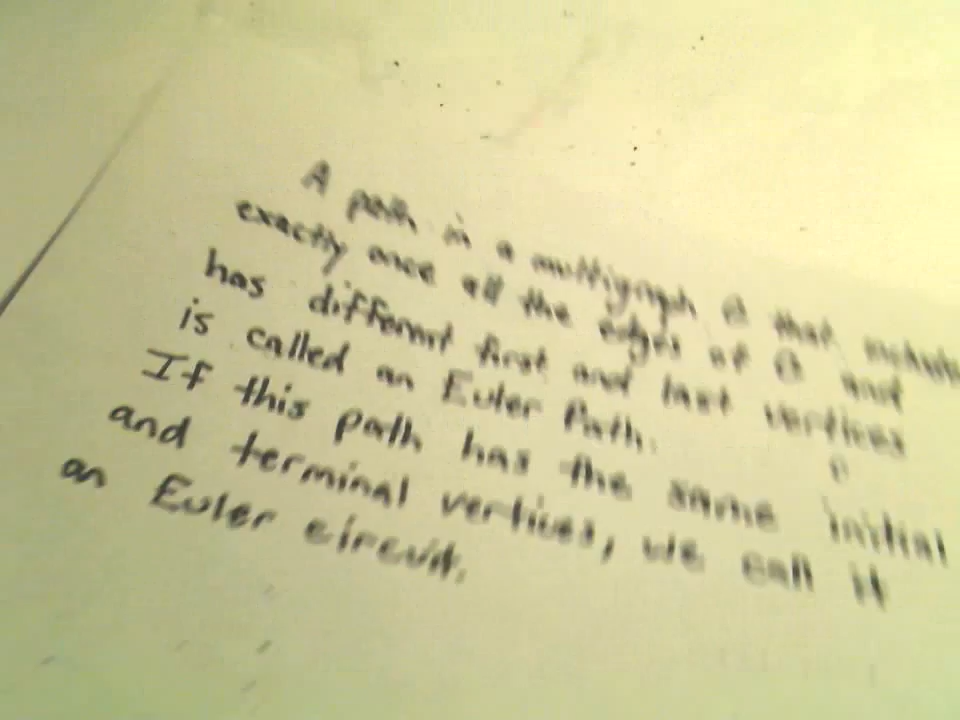 A path in a multigraph G that includes
exactly once all the edges of G and
has different first and last vertices
is called an Euler Path.
If this path has the same initial
and terminal vertices, we call it
an Euler circuit.